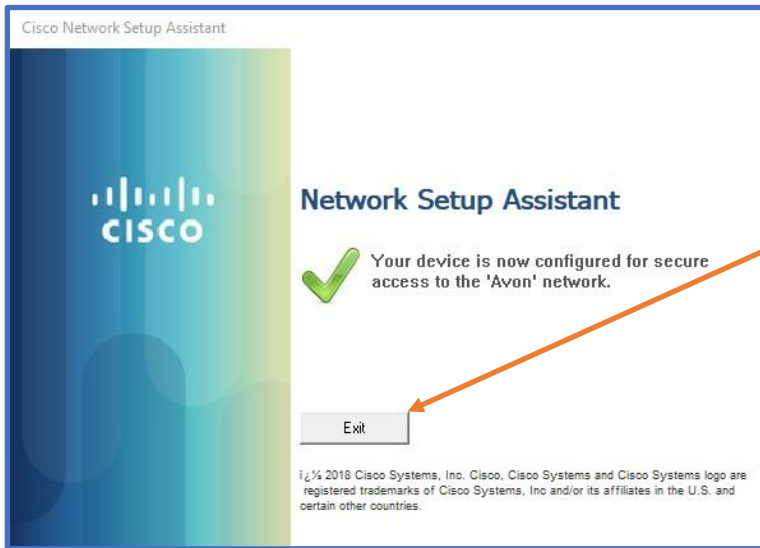 Cisco Network Setup Assistant
CISCO
Network Setup Assistant
Your device is now configured for secure
access to the 'Avon' network.
Exit
ï¿½ 2018 Cisco Systems, Inc. Cisco, Cisco Systems and Cisco Systems logo are
registered trademarks of Cisco Systems, Inc and/or its affiliates in the U.S. and
certain other countries.